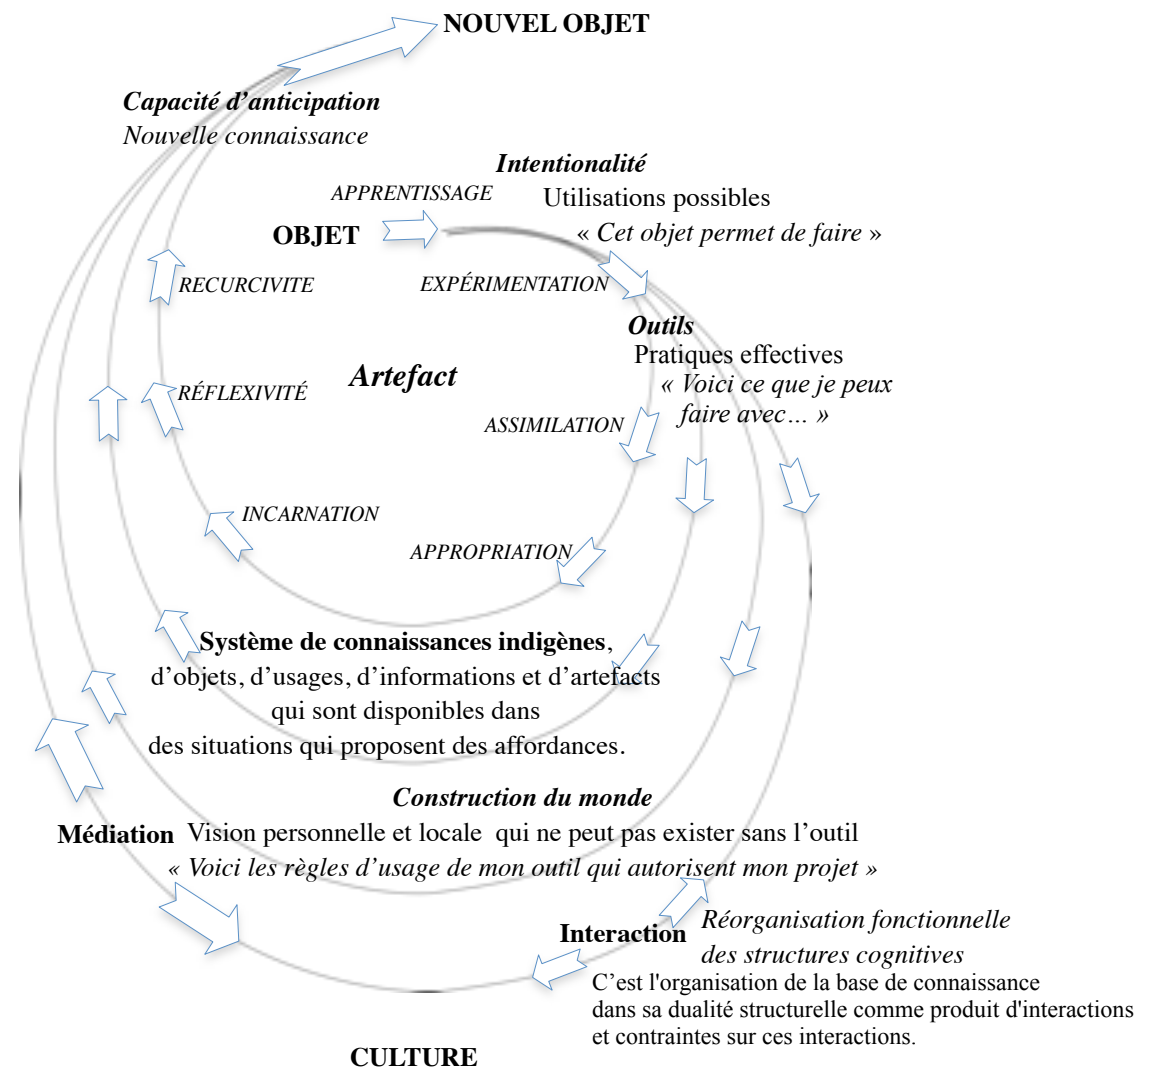 NOUVEL OBJET
Capacité d’anticipation
Nouvelle connaissance
Intentionalité
APPRENTISSAGE
Utilisations possibles
OBJET
« Cet objet permet de faire »
RECURCIVITE
EXPÉRIMENTATION
Outils
Pratiques effectives
Artefact
« Voici ce que je peux
RÉFLEXIVITÉ
faire avec… »
ASSIMILATION
INCARNATION
APPROPRIATION
Système de connaissances indigènes,
d’objets, d’usages, d’informations et d’artefacts
qui sont disponibles dans
des situations qui proposent des affordances.
Construction du monde
Médiation Vision personnelle et locale qui ne peut pas exister sans l’outil
« Voici les règles d’usage de mon outil qui autorisent mon projet »
Interaction
Réorganisation fonctionnelle
des structures cognitives
C’est l'organisation de la base de connaissance
dans sa dualité structurelle comme produit d'interactions
et contraintes sur ces interactions.
CULTURE